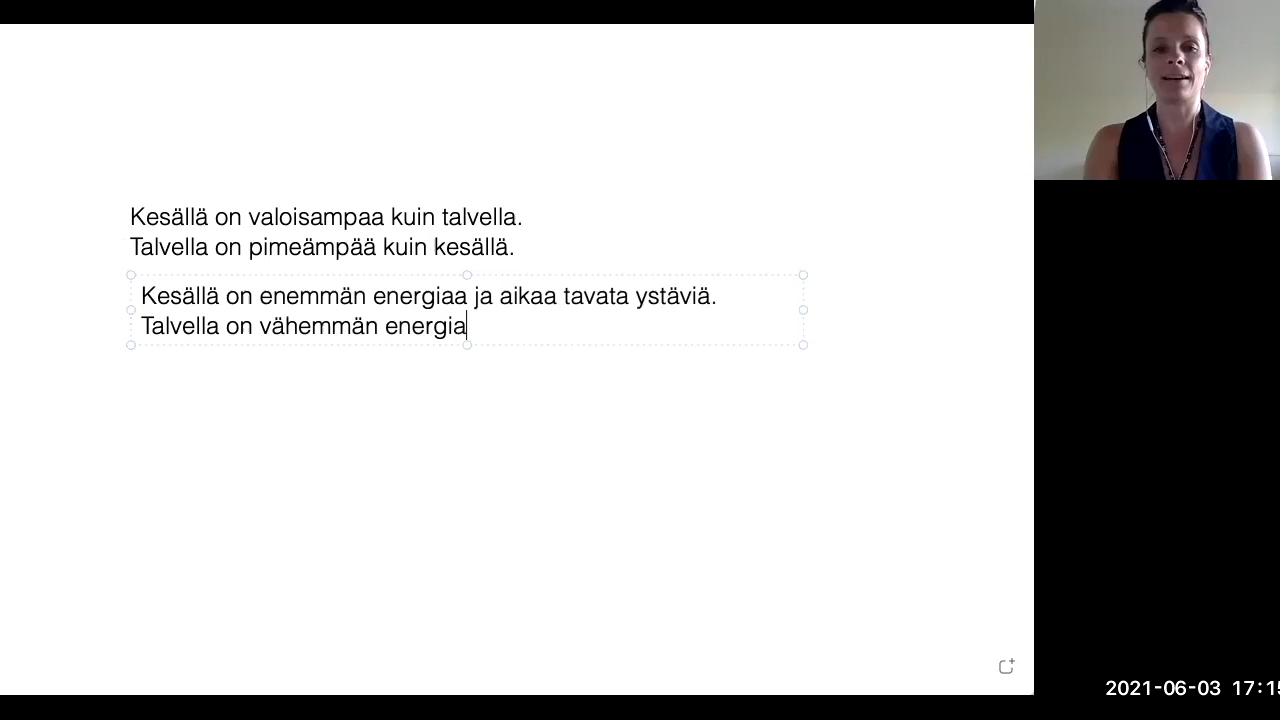 Kesällä on valoisampaa kuin talvella.
Talvella on pimeämpää kuin kesällä.
Kesällä on enemmän energiaa ja aikaa tavata ystäviä.
Talvella on vähemmän energia
2021-06-03 17:15